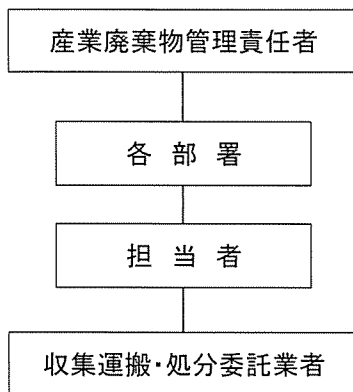 産業廃棄物管理責任者
各部署
担当者
収集運搬・処分委託業者